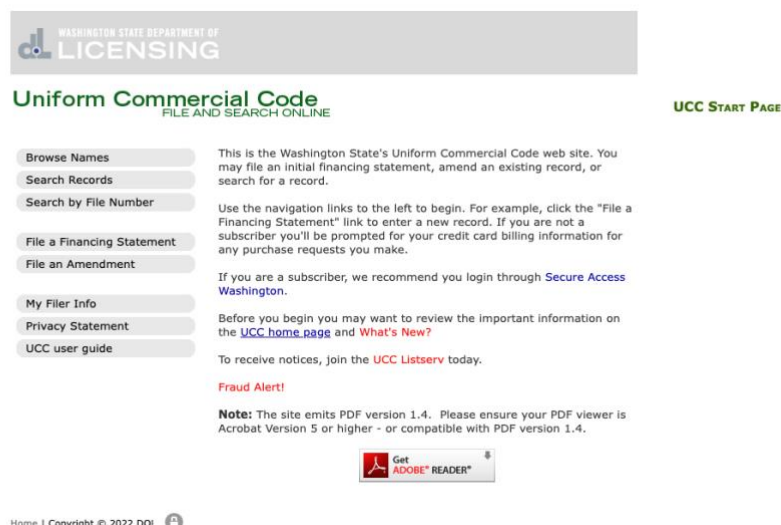 WASHINGTON STATE DEPARTMENT OF
LICENSING
Uniform Commercial Code
FILE AND SEARCH ONLINE
UCC START PAGE
Browse Names
Search Records
Search by File Number
File a Financing Statement
File an Amendment
My Filer Info
Privacy Statement
UCC user guide
This is the Washington State's Uniform Commercial Code web site. You
may file an initial financing statement, amend an existing record, or
search for a record.
Use the navigation links to the left to begin. For example, click the "File a
Financing Statement" link to enter a new record. If you are not a
subscriber you'll be prompted for your credit card billing information for
any purchase requests you make.
If you are a subscriber, we recommend you login through Secure Access
Washington.
Before you begin you may want to review the important information on
the UCC home page and What's New?
To receive notices, join the UCC Listserv today.
Fraud Alert!
Note: The site emits PDF version 1.4. Please ensure your PDF viewer is
Acrobat Version 5 or higher - or compatible with PDF version 1.4.
Get
ADOBE® READER®
Home | Copyright © 2022 DOL